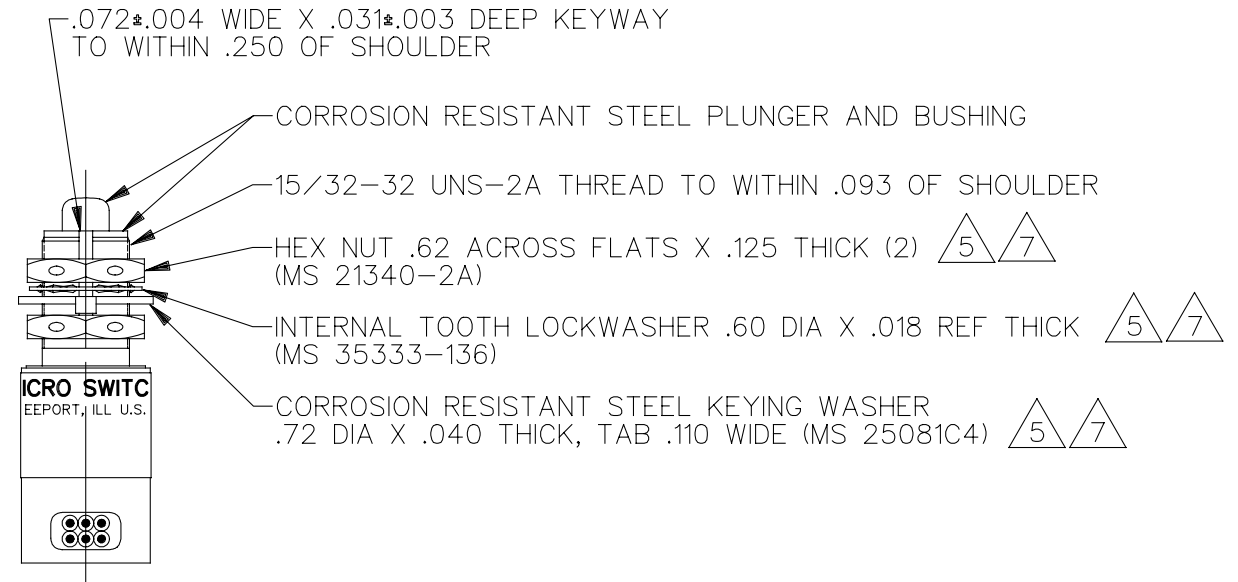 .072±.004 WIDE X .031±.003 DEEP KEYWAY
TO WITHIN .250 OF SHOULDER
CORROSION RESISTANT STEEL PLUNGER AND BUSHING
15/32-32 UNS-2A THREAD TO WITHIN .093 OF SHOULDER
HEX NUT .62 ACROSS FLATS X .125 THICK (2) 5 7
(MS 21340-2A)
INTERNAL TOOTH LOCKWASHER .60 DIA X .018 REF THICK 5 7
(MS 35333-136)
CORROSION RESISTANT STEEL KEYING WASHER
.72 DIA X .040 THICK, TAB .110 WIDE (MS 25081C4) 5 7
ICRO SWITC
EEPORT, ILL U.S.